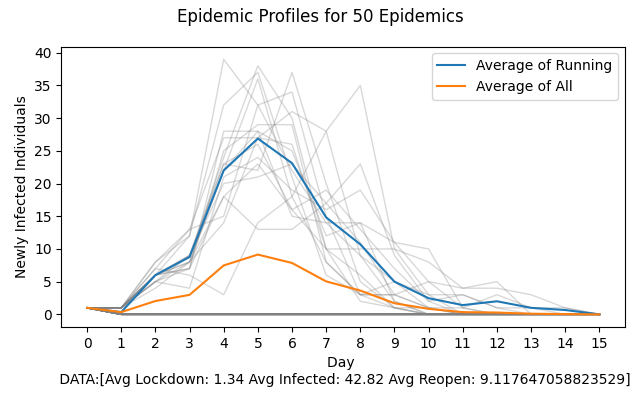 Epidemic Profiles for 50 Epidemics
Newly Infected Individuals
40
35
30
25
20
15
10
5
0
Average of Running
Average of All
0 1 2 3 4 5 6 7 8 9 10 11 12 13 14 15
Day
DATA:[Avg Lockdown: 1.34 Avg Infected: 42.82 Avg Reopen: 9.117647058823529]